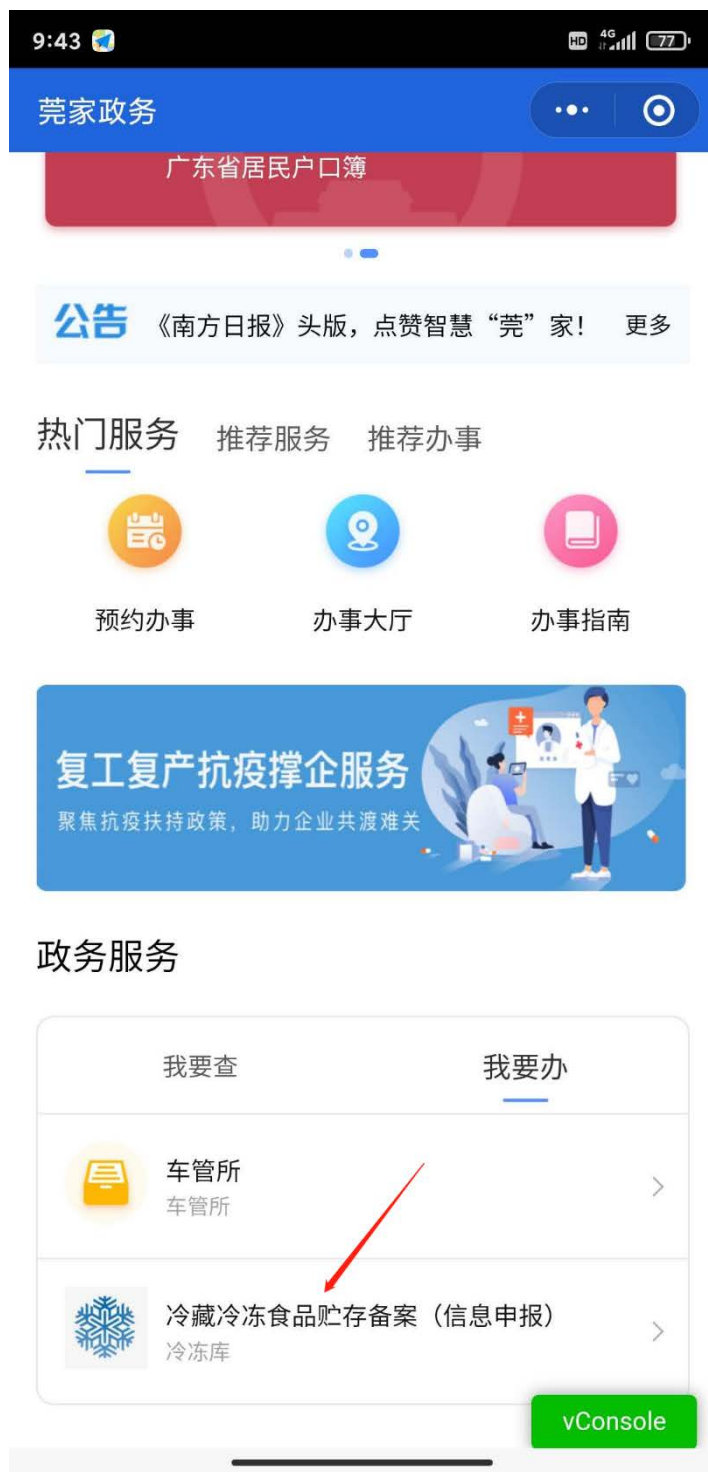 9:43
HD 4G 77
莞家政务
广东省居民户口簿
公告 《南方日报》头版，点赞智慧“莞”家！ 更多
热门服务 推荐服务 推荐办事
预约办事 办事大厅 办事指南
复工复产抗疫撑企服务
聚焦抗疫扶持政策，助力企业共渡难关
政务服务
我要查 我要办
车管所
车管所
冷藏冷冻食品贮存备案（信息申报）
冷冻库
vConsole